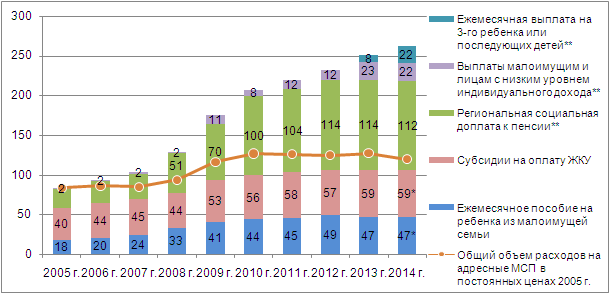 300
250
200
150
100
50
0
2 2 2 2 11 8 12 12 8 22
23 22
51 70 100 104 114 114 112
40 44 45 44 53 56 58 57 59 59*
18 20 24 33 41 44 45 49 47 47*
2005 г. 2006 г. 2007 г. 2008 г. 2009 г. 2010 г. 2011 г. 2012 г. 2013 г. 2014 г.
Ежемесячная выплата на
3-го ребенка или
последующих детей**
Выплаты малоимущим и
лицам с низким уровнем
индивидуального дохода**
Региональная социальная
доплата к пенсии**
Субсидии на оплату ЖКУ
Ежемесячное пособие на
ребенка из малоимущей
семьи
Общий объем расходов на
адресные МСП в
постоянных ценах 2005 г.